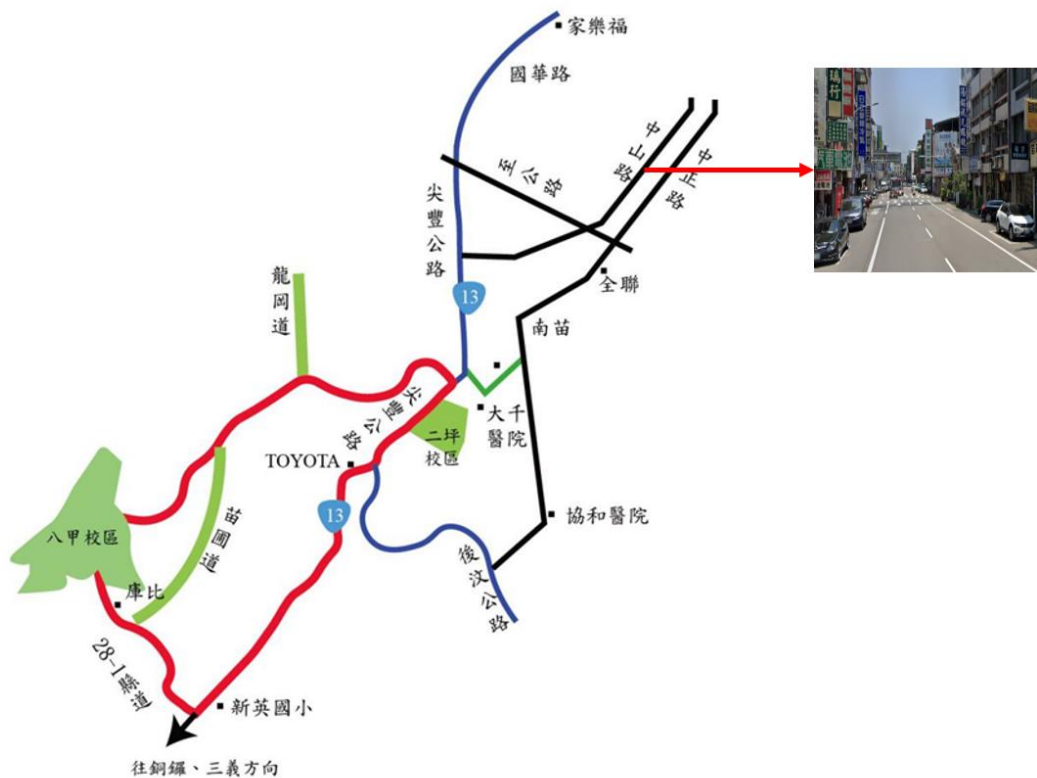 家樂福
國華路
中山路
中正路
至公路
尖豐公路
全聯
13
龍岡道
南苗
尖豐公路
大千
醫院
二坪
校區
TOYOTA
13
協和醫院
八甲校區
苗圃道
後汶公路
庫比
28-1縣道
新英國小
往銅鑼、三義方向